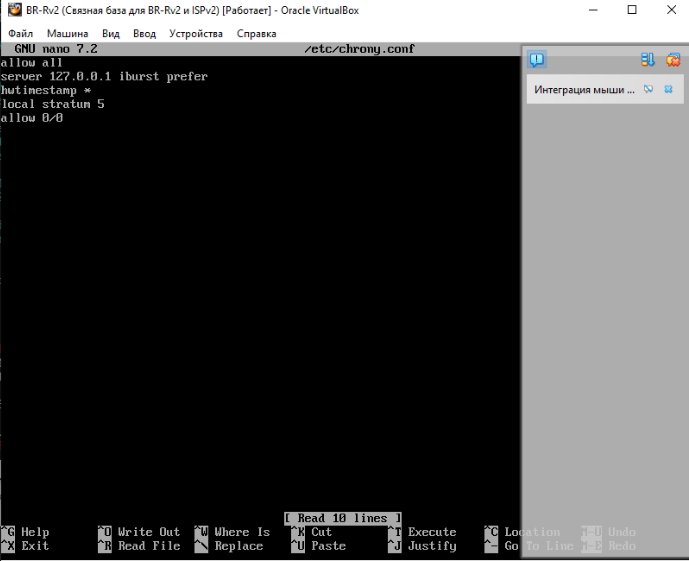 BR-Rv2 (Связная база для BR-Rv2 и ISPv2) [Работает] - Oracle VirtualBox
Файл Машина Вид Ввод Устройства Справка
GNU nano 7.2 /etc/chrony.conf
allow all
server 127.0.0.1 iburst prefer
hwtimestamp *
local stratum 5
allow 0/0
Интеграция мыши ...
[ Read 10 lines ]
^G Help ^O Write Out ^W Where Is ^K Cut ^T Execute ^C Location M-U Undo
^X Exit ^R Read File ^\ Replace ^U Paste ^J Justify ^- Go To Line M-E Redo